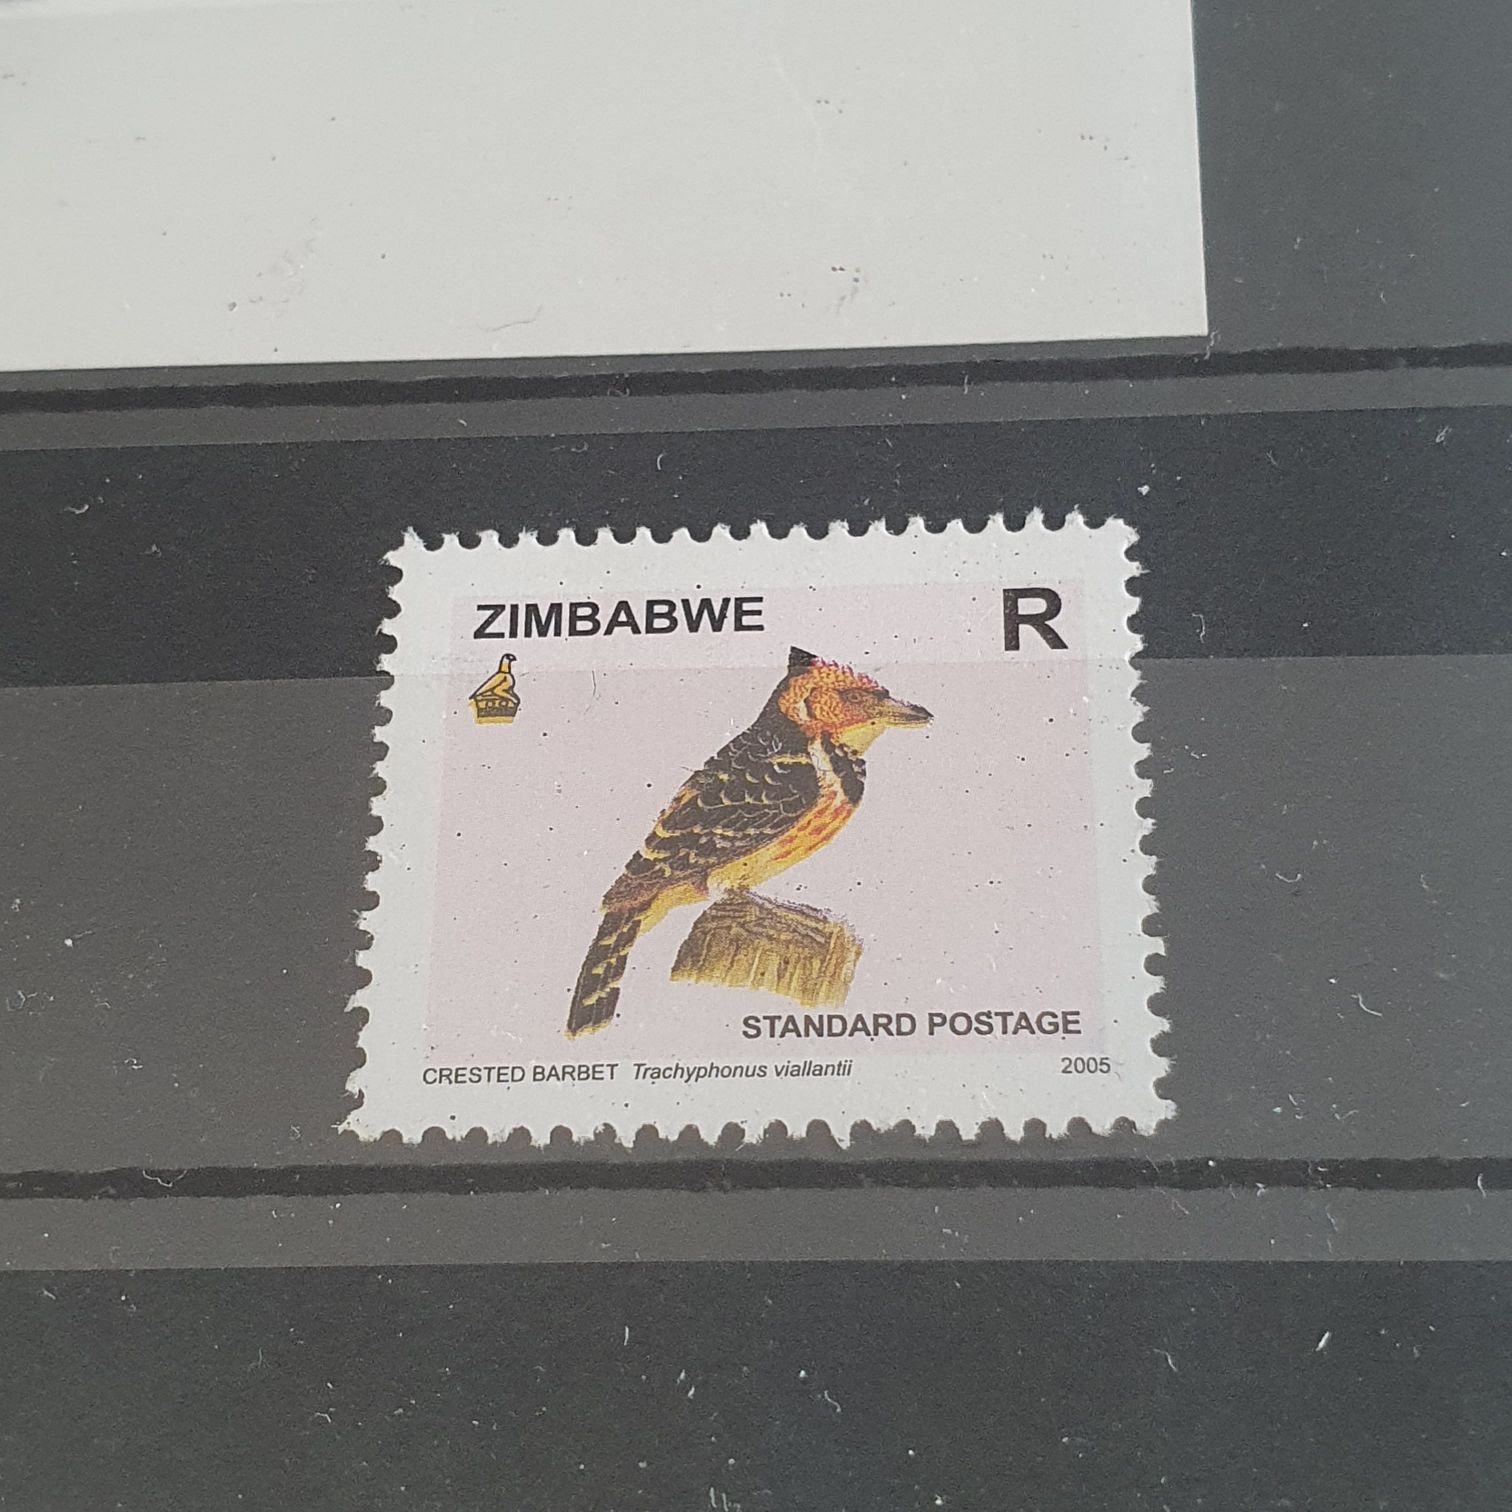 ZIMBABWE R
STANDARD POSTAGE
CRESTED BARBET Trachyphonus viallantii 2005